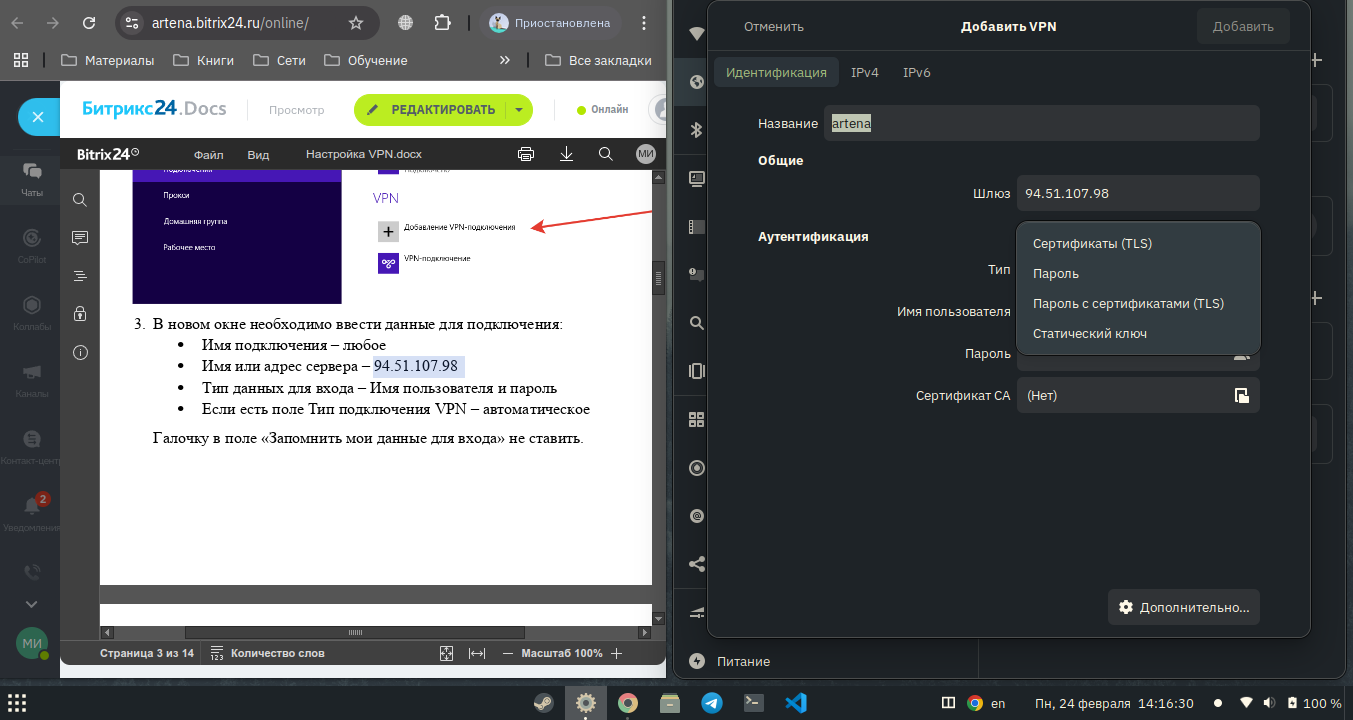 artena.bitrix24.ru/online/
Приостановлена
Материалы
Книги
Сети
Обучение
»
Все закладки
Чаты
CoPilot
Коллабы
Каналы
Контакт-центр
2
Уведомления
МИ
Битрикс24.Docs
Просмотр
РЕДАКТИРОВАТЬ
Онлайн
Bitrix24
Файл
Вид
Настройка VPN.docx
МИ
Подключения
Подключено
Прокси
Домашняя группа
Рабочее место
VPN
Добавление VPN-подключения
VPN-подключение
3. В новом окне необходимо ввести данные для подключения:
• Имя подключения – любое
• Имя или адрес сервера – 94.51.107.98
• Тип данных для входа – Имя пользователя и пароль
• Если есть поле Тип подключения VPN – автоматическое
Галочку в поле «Запомнить мои данные для входа» не ставить.
Страница 3 из 14
123
Количество слов
Масштаб 100%
Отменить
Добавить VPN
Добавить
Идентификация
IPv4
IPv6
Название
artena
Общие
Шлюз
94.51.107.98
Аутентификация
Тип
Сертификаты (TLS)
Пароль
Пароль с сертификатами (TLS)
Статический ключ
Имя пользователя
Пароль
Сертификат CA
(Нет)
Дополнительно...
Питание
en
Пн, 24 февраля 14:16:30
100 %